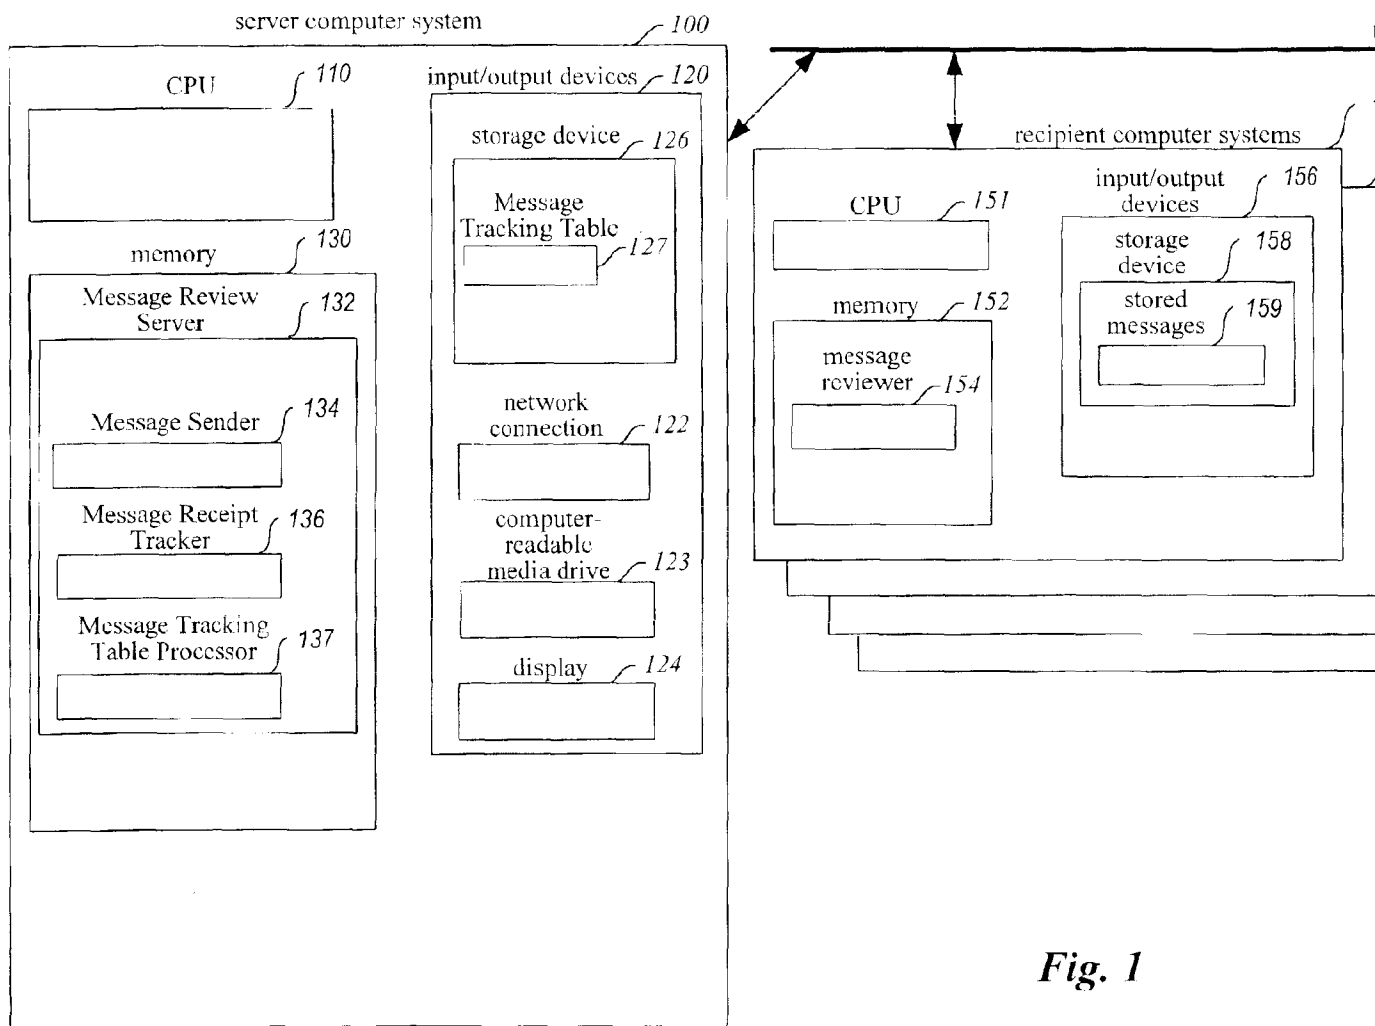 server computer system
100
CPU
110
input/output devices
120
storage device
126
Message
Tracking Table
127
memory
130
Message Review
Server
132
Message Sender
134
Message Receipt
Tracker
136
Message Tracking
Table Processor
137
network
connection
122
computer-
readable
media drive
123
display
124
recipient computer systems
CPU
151
memory
152
message
reviewer
154
input/output
devices
156
storage
device
158
stored
messages
159
Fig. 1